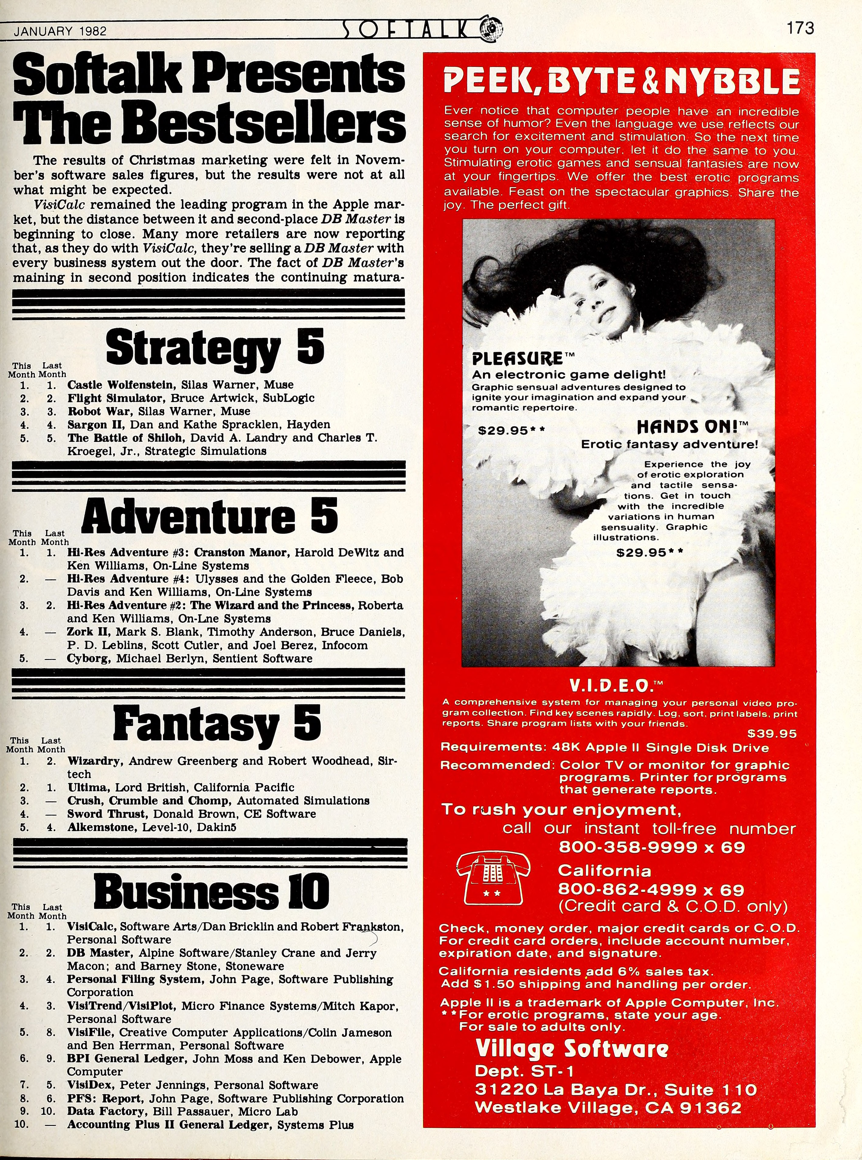 JANUARY 1982
SOFTALK
173
Softalk Presents
The Bestsellers
The results of Christmas marketing were felt in Novem-
ber's software sales figures, but the results were not at all
what might be expected.
VisiCalc remained the leading program in the Apple mar-
ket, but the distance between it and second-place DB Master is
beginning to close. Many more retailers are now reporting
that, as they do with VisiCalc, they're selling a DB Master with
every business system out the door. The fact of DB Master's
maining in second position indicates the continuing matura-
Strategy 5
This Last
Month Month
1. 1. Castle Wolfenstein, Silas Warner, Muse
2. 2. Flight Simulator, Bruce Artwick, SubLogic
3. 3. Robot War, Silas Warner, Muse
4. 4. Sargon II, Dan and Kathe Spracklen, Hayden
5. 5. The Battle of Shiloh, David A. Landry and Charles T.
Kroegel, Jr., Strategic Simulations
Adventure 5
This Last
Month Month
1. 1. Hi-Res Adventure #3: Cranston Manor, Harold DeWitz and
Ken Williams, On-Line Systems
2. — Hi-Res Adventure #4: Ulysses and the Golden Fleece, Bob
Davis and Ken Williams, On-Line Systems
3. 2. Hi-Res Adventure #2: The Wizard and the Princess, Roberta
and Ken Williams, On-Lne Systems
4. — Zork II, Mark S. Blank, Timothy Anderson, Bruce Daniels,
P. D. Leblins, Scott Cutler, and Joel Berez, Infocom
5. — Cyborg, Michael Berlyn, Sentient Software
Fantasy 5
This Last
Month Month
1. 2. Wizardry, Andrew Greenberg and Robert Woodhead, Sir-
tech
2. 1. Ultima, Lord British, California Pacific
3. — Crush, Crumble and Chomp, Automated Simulations
4. — Sword Thrust, Donald Brown, CE Software
5. 4. Alkemstone, Level-10, Dakin5
Business 10
This Last
Month Month
1. 1. VisiCalc, Software Arts/Dan Bricklin and Robert Frankston,
Personal Software
2. 2. DB Master, Alpine Software/Stanley Crane and Jerry
Macon; and Barney Stone, Stoneware
3. 4. Personal Filing System, John Page, Software Publishing
Corporation
4. 3. VisiTrend/VisiPlot, Micro Finance Systems/Mitch Kapor,
Personal Software
5. 8. VisiFile, Creative Computer Applications/Colin Jameson
and Ben Herrman, Personal Software
6. 9. BPI General Ledger, John Moss and Ken Debower, Apple
Computer
7. 5. VisiDex, Peter Jennings, Personal Software
8. 6. PFS: Report, John Page, Software Publishing Corporation
9. 10. Data Factory, Bill Passauer, Micro Lab
10. — Accounting Plus II General Ledger, Systems Plus
PEEK, BYTE & NYBBLE
Ever notice that computer people have an incredible
sense of humor? Even the language we use reflects our
search for excitement and stimulation. So the next time
you turn on your computer, let it do the same to you.
Stimulating erotic games and sensual fantasies are now
at your fingertips. We offer the best erotic programs
available. Feast on the spectacular graphics. Share the
joy. The perfect gift.
PLEASURE™
An electronic game delight!
Graphic sensual adventures designed to
ignite your imagination and expand your
romantic repertoire.
$29.95**
HANDS ON!™
Erotic fantasy adventure!
Experience the joy
of erotic exploration
and tactile sensa-
tions. Get in touch
with the incredible
variations in human
sensuality. Graphic
illustrations.
$29.95**
V.I.D.E.O.™
A comprehensive system for managing your personal video pro-
gram collection. Find key scenes rapidly. Log, sort, print labels, print
reports. Share program lists with your friends.
$39.95
Requirements: 48K Apple II Single Disk Drive
Recommended: Color TV or monitor for graphic
programs. Printer for programs
that generate reports.
To rush your enjoyment,
call our instant toll-free number
800-358-9999 x 69
California
800-862-4999 x 69
(Credit card & C.O.D. only)
Check, money order, major credit cards or C.O.D.
For credit card orders, include account number,
expiration date, and signature.
California residents add 6% sales tax.
Add $1.50 shipping and handling per order.
Apple II is a trademark of Apple Computer, Inc.
**For erotic programs, state your age.
For sale to adults only.
Village Software
Dept. ST-1
31220 La Baya Dr., Suite 110
Westlake Village, CA 91362